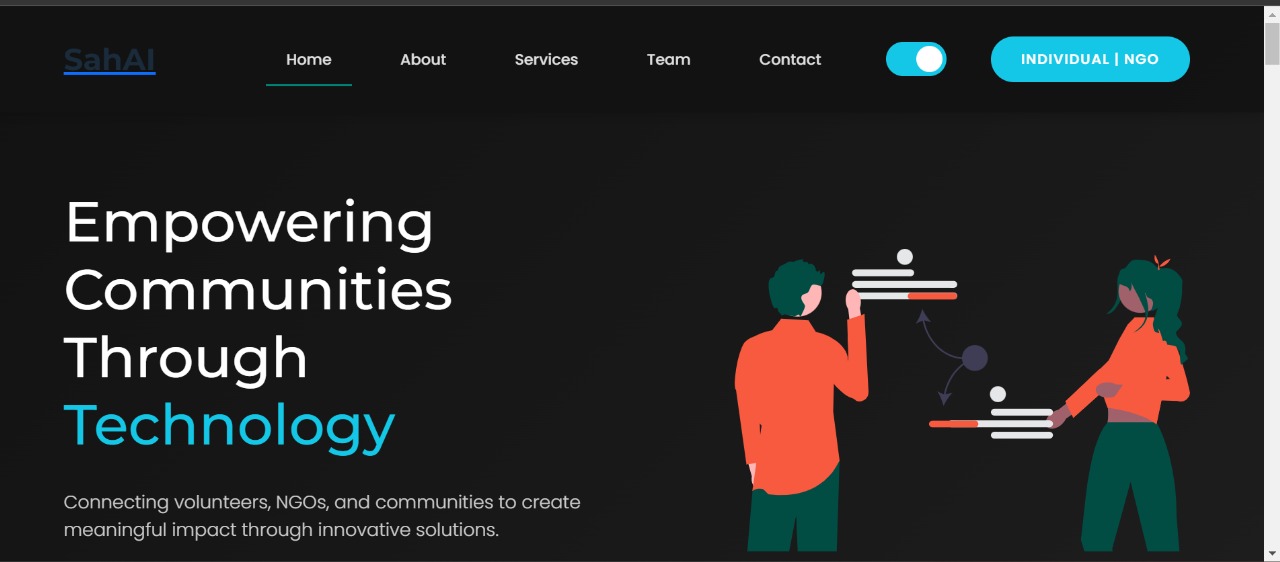 SahAI
Home
About
Services
Team
Contact
INDIVIDUAL | NGO
Empowering
Communities
Through
Technology
Connecting volunteers, NGOs, and communities to create
meaningful impact through innovative solutions.